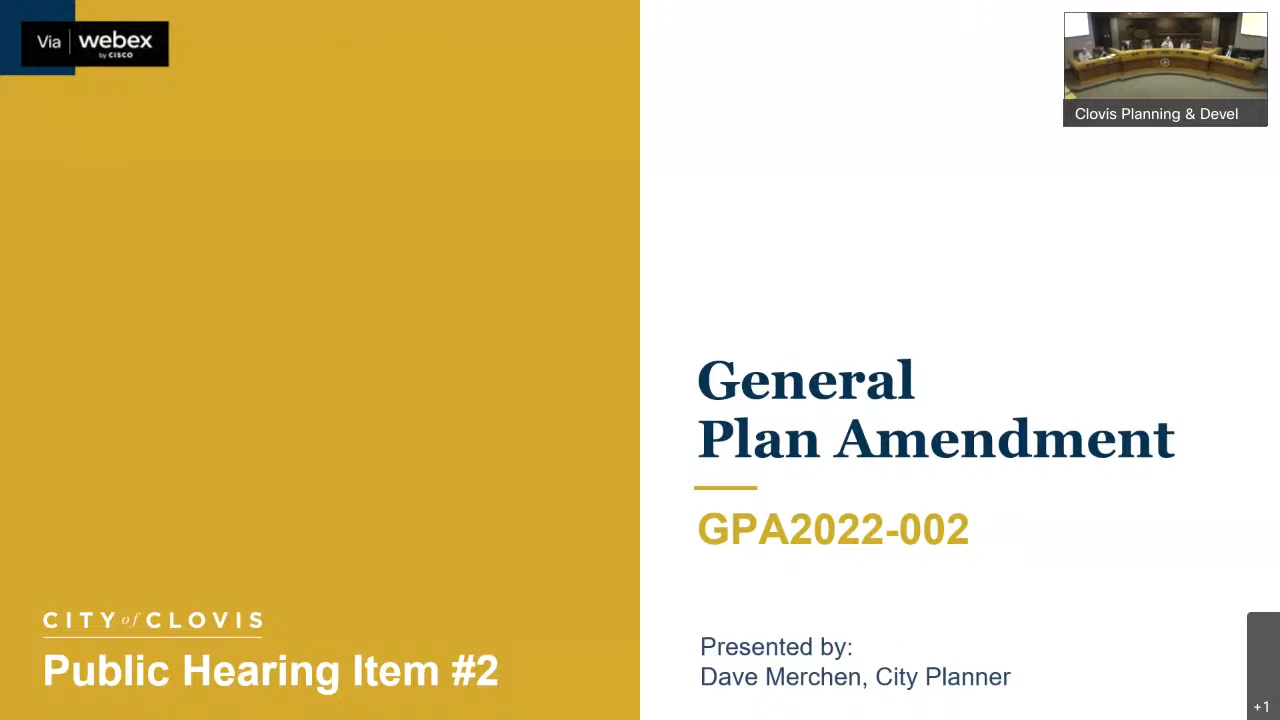 Via webex
by CISCO
Clovis Planning & Devel
General
Plan Amendment
GPA2022-002
CITY of CLOVIS
Public Hearing Item #2
Presented by:
Dave Merchen, City Planner
+1